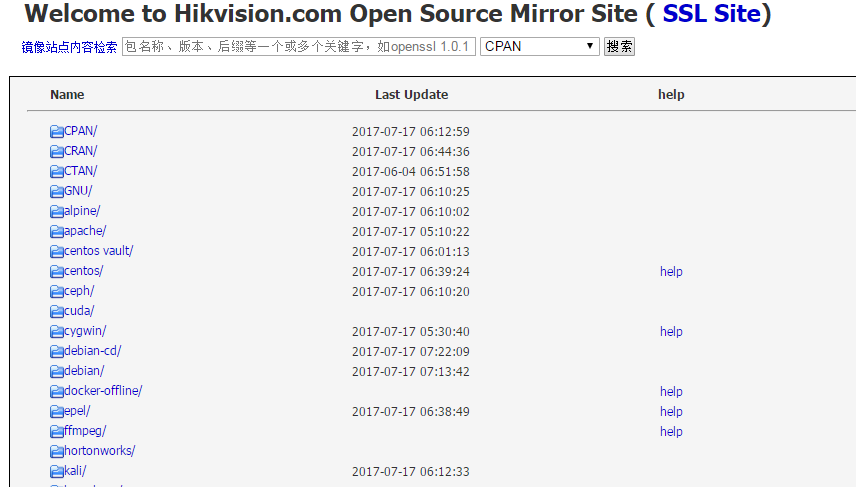 Welcome to Hikvision.com Open Source Mirror Site ( SSL Site)
镜像站点内容检索 包名称、版本、后缀等一个或多个关键字，如openssl 1.0.1 CPAN 搜索
Name Last Update help
CPAN/ 2017-07-17 06:12:59
CRAN/ 2017-07-17 06:44:36
CTAN/ 2017-06-04 06:51:58
GNU/ 2017-07-17 06:10:25
alpine/ 2017-07-17 06:10:02
apache/ 2017-07-17 05:10:22
centos vault/ 2017-07-17 06:01:13
centos/ 2017-07-17 06:39:24 help
ceph/ 2017-07-17 06:10:20
cuda/
cygwin/ 2017-07-17 05:30:40 help
debian-cd/ 2017-07-17 07:22:09
debian/ 2017-07-17 07:13:42
docker-offline/ help
epel/ 2017-07-17 06:38:49 help
ffmpeg/ help
hortonworks/
kali/ 2017-07-17 06:12:33